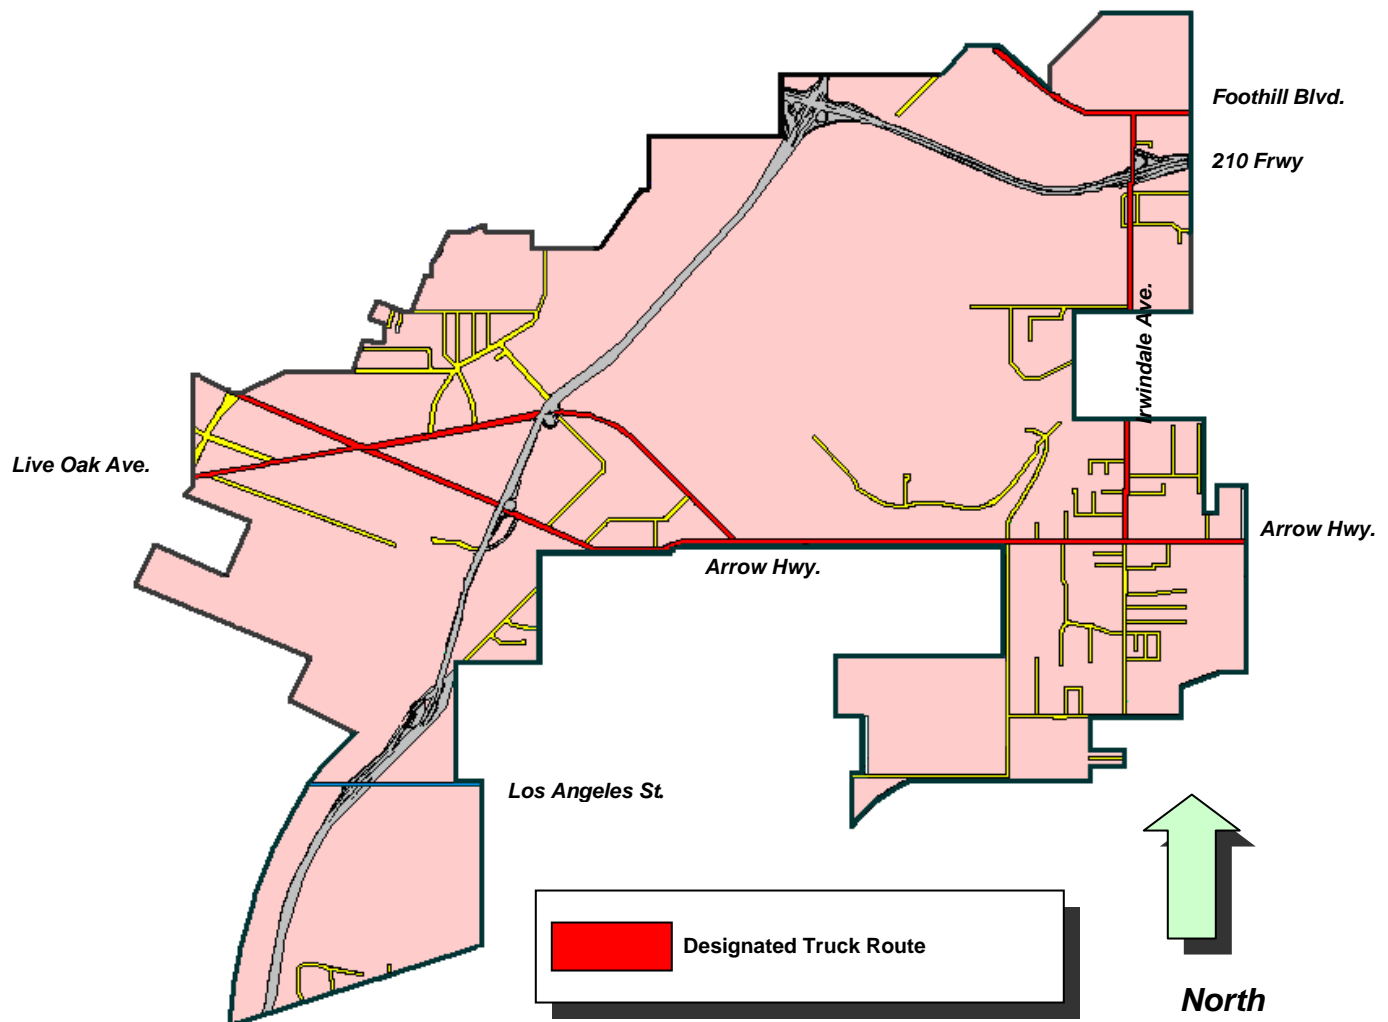 Foothill Blvd.
210 Frwy
Irwindale Ave.
Live Oak Ave.
Arrow Hwy.
Arrow Hwy.
Los Angeles St.
Designated Truck Route
North